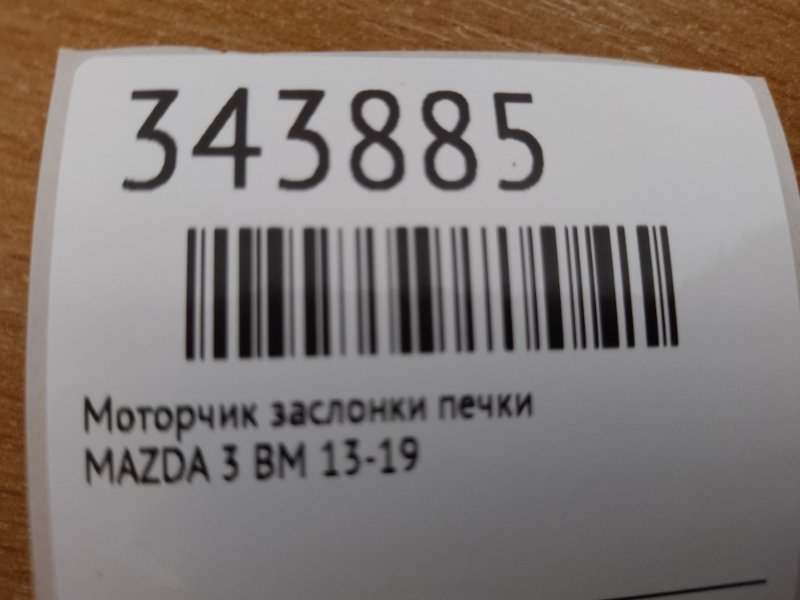 343885
Моторчик заслонки печки
MAZDA 3 BM 13-19